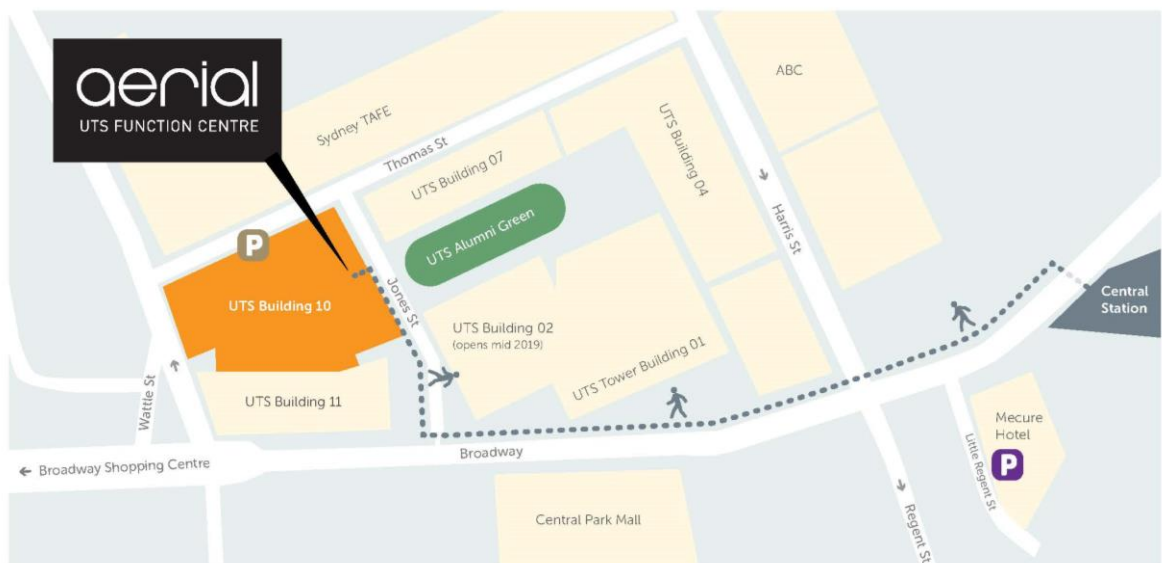 aerial
UTS FUNCTION CENTRE
Sydney TAFE
Thomas St
UTS Building 07
UTS Building 04
ABC
Harris St
UTS Alumni Green
P
UTS Building 10
Jones St
UTS Building 02
(opens mid 2019)
UTS Tower Building 01
Central
Station
UTS Building 11
Wattle St
Mecure
Hotel
P
← Broadway Shopping Centre
Broadway
Little Regent St
Regent St
Central Park Mall